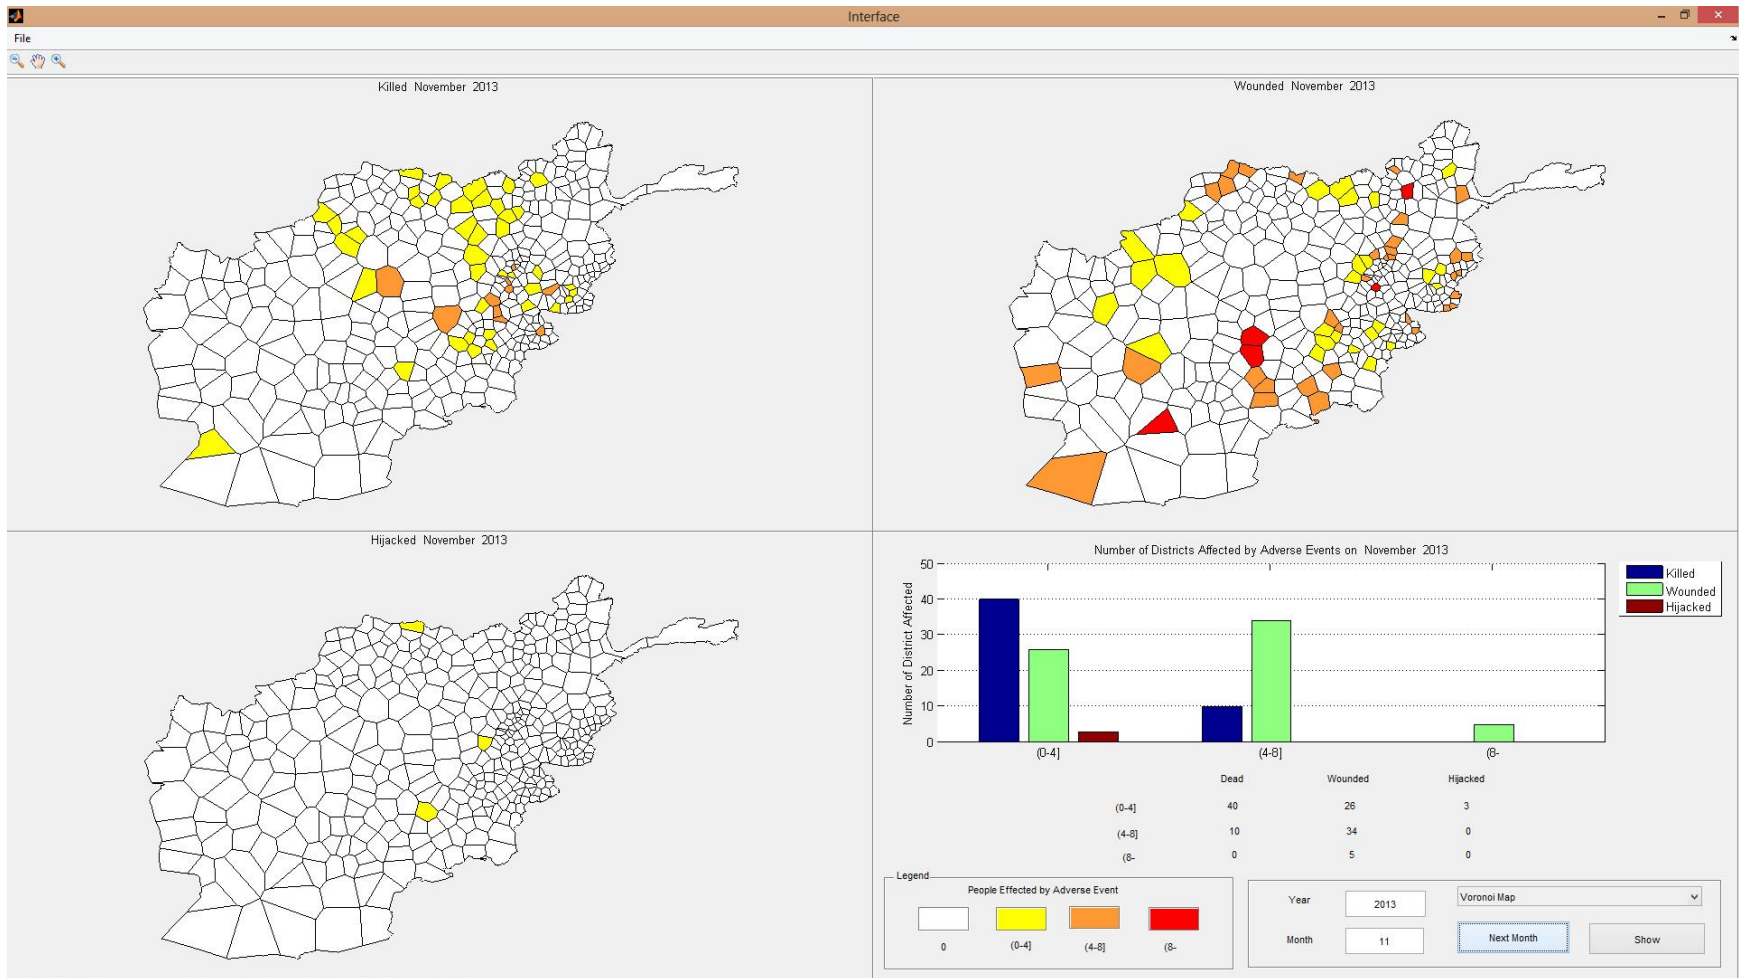 Interface
File
Killed November 2013
Wounded November 2013
Hijacked November 2013
Number of Districts Affected by Adverse Events on November 2013
Number of District Affected
50
40
30
20
10
0
(0-4]
(4-8]
(8-
Killed
Wounded
Hijacked
Dead Wounded Hijacked
(0-4] 40 26 3
(4-8] 10 34 0
(8- 0 5 0
Legend
People Effected by Adverse Event
0 (0-4] (4-8] (8-
Year 2013 Voronoi Map
Month 11 Next Month Show